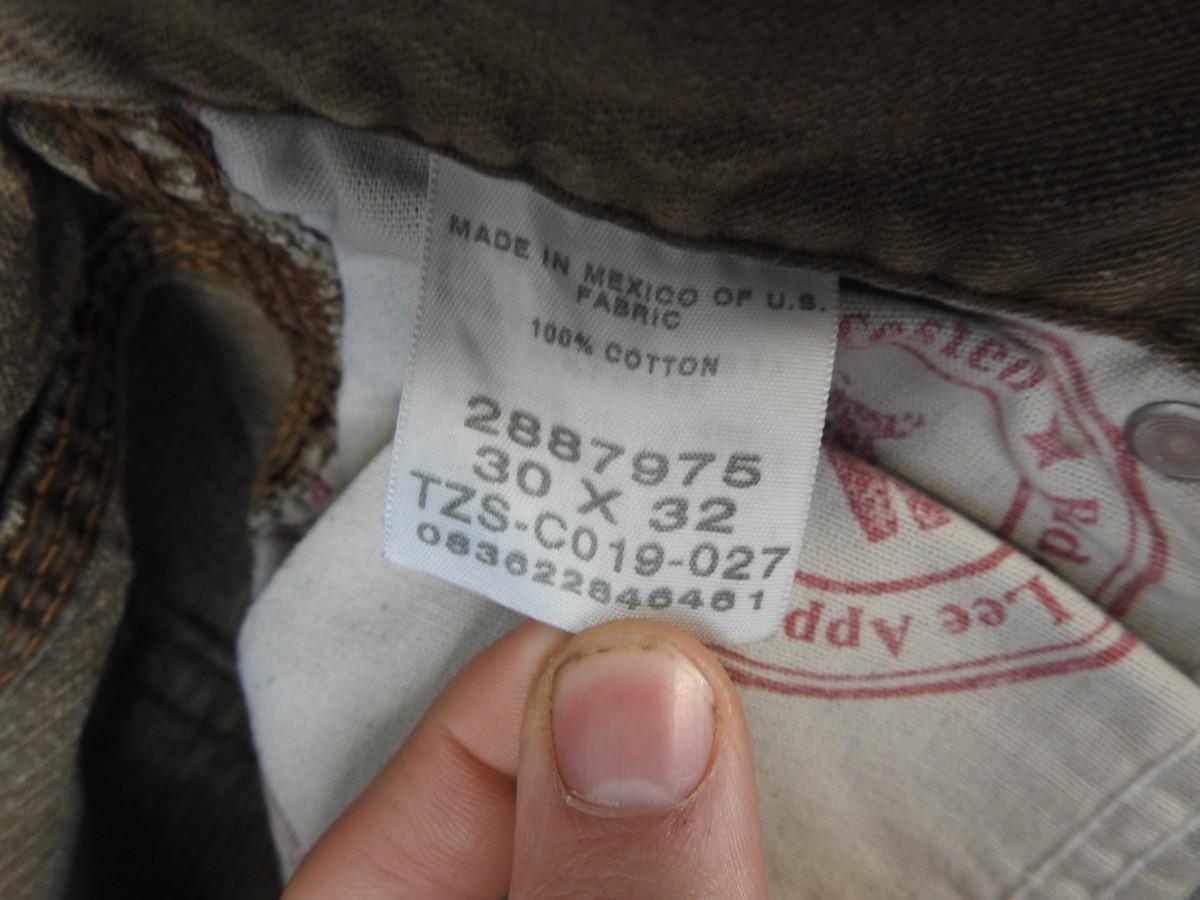 MADE IN MEXICO OF U.S.
FABRIC
100% COTTON
2887975
30 X 32
TZS-C019-027
083622846461
Lee App